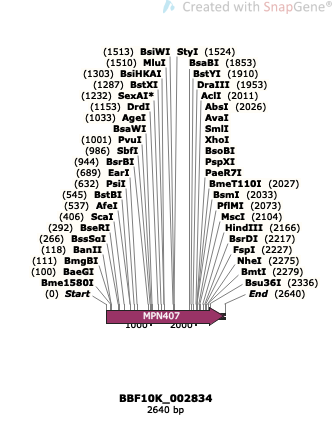 Created with SnapGene®
(1513) BsiWI StyI (1524)
(1510) MluI BsaBI (1853)
(1303) BsiHKAI BstYI (1910)
(1287) BstXI DraIII (1953)
(1232) SexAI* AclI (2011)
(1153) DrdI AbsI (2026)
(1033) AgeI AvaI
BsaWI SmlI
(1001) PvuI XhoI
(986) SbfI BsoBI
(944) BsrBI PspXI
(689) EarI PaeR7I
(632) PsiI BmeT110I (2027)
(545) BstBI BsmI (2033)
(537) AfeI PflMI (2073)
(406) ScaI MscI (2104)
(292) BseRI HindIII (2166)
(266) BssSαI BsrDI (2217)
(118) BanII FspI (2227)
(111) BmgBI NheI (2275)
(100) BaeGI BmtI (2279)
Bme1580I Bsu36I (2336)
(0) Start End (2640)
MPN407
1000 2000
BBF10K_002834
2640 bp